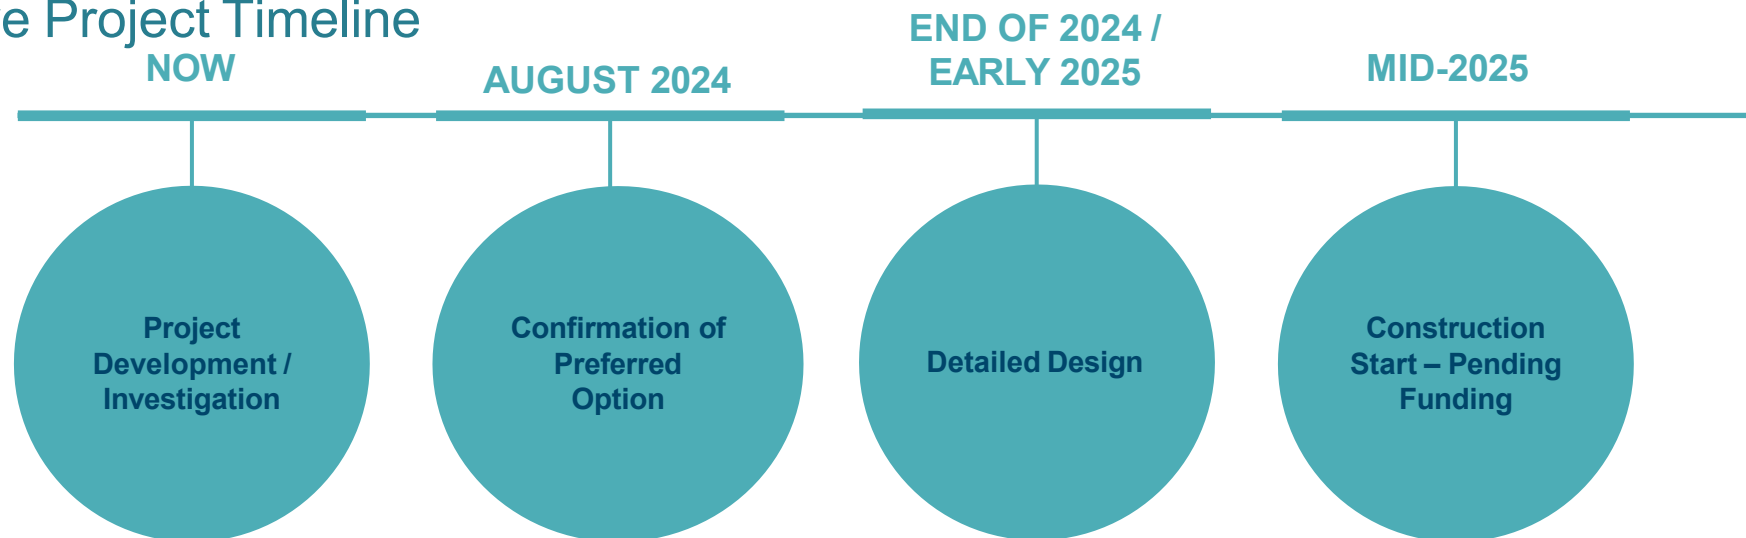 e Project Timeline
NOW
AUGUST 2024
END OF 2024 /
EARLY 2025
MID-2025
Project
Development /
Investigation
Confirmation of
Preferred
Option
Detailed Design
Construction
Start – Pending
Funding